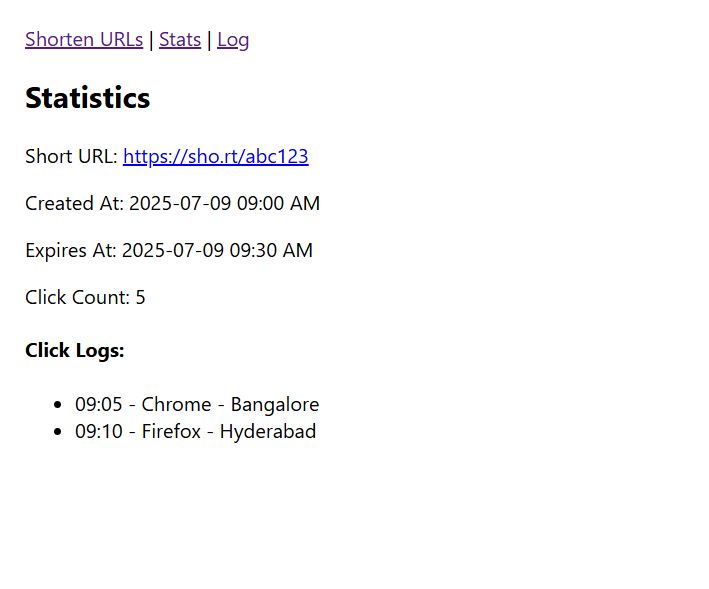 Shorten URLs | Stats | Log
Statistics
Short URL: https://sho.rt/abc123
Created At: 2025-07-09 09:00 AM
Expires At: 2025-07-09 09:30 AM
Click Count: 5
Click Logs:
• 09:05 - Chrome - Bangalore
• 09:10 - Firefox - Hyderabad